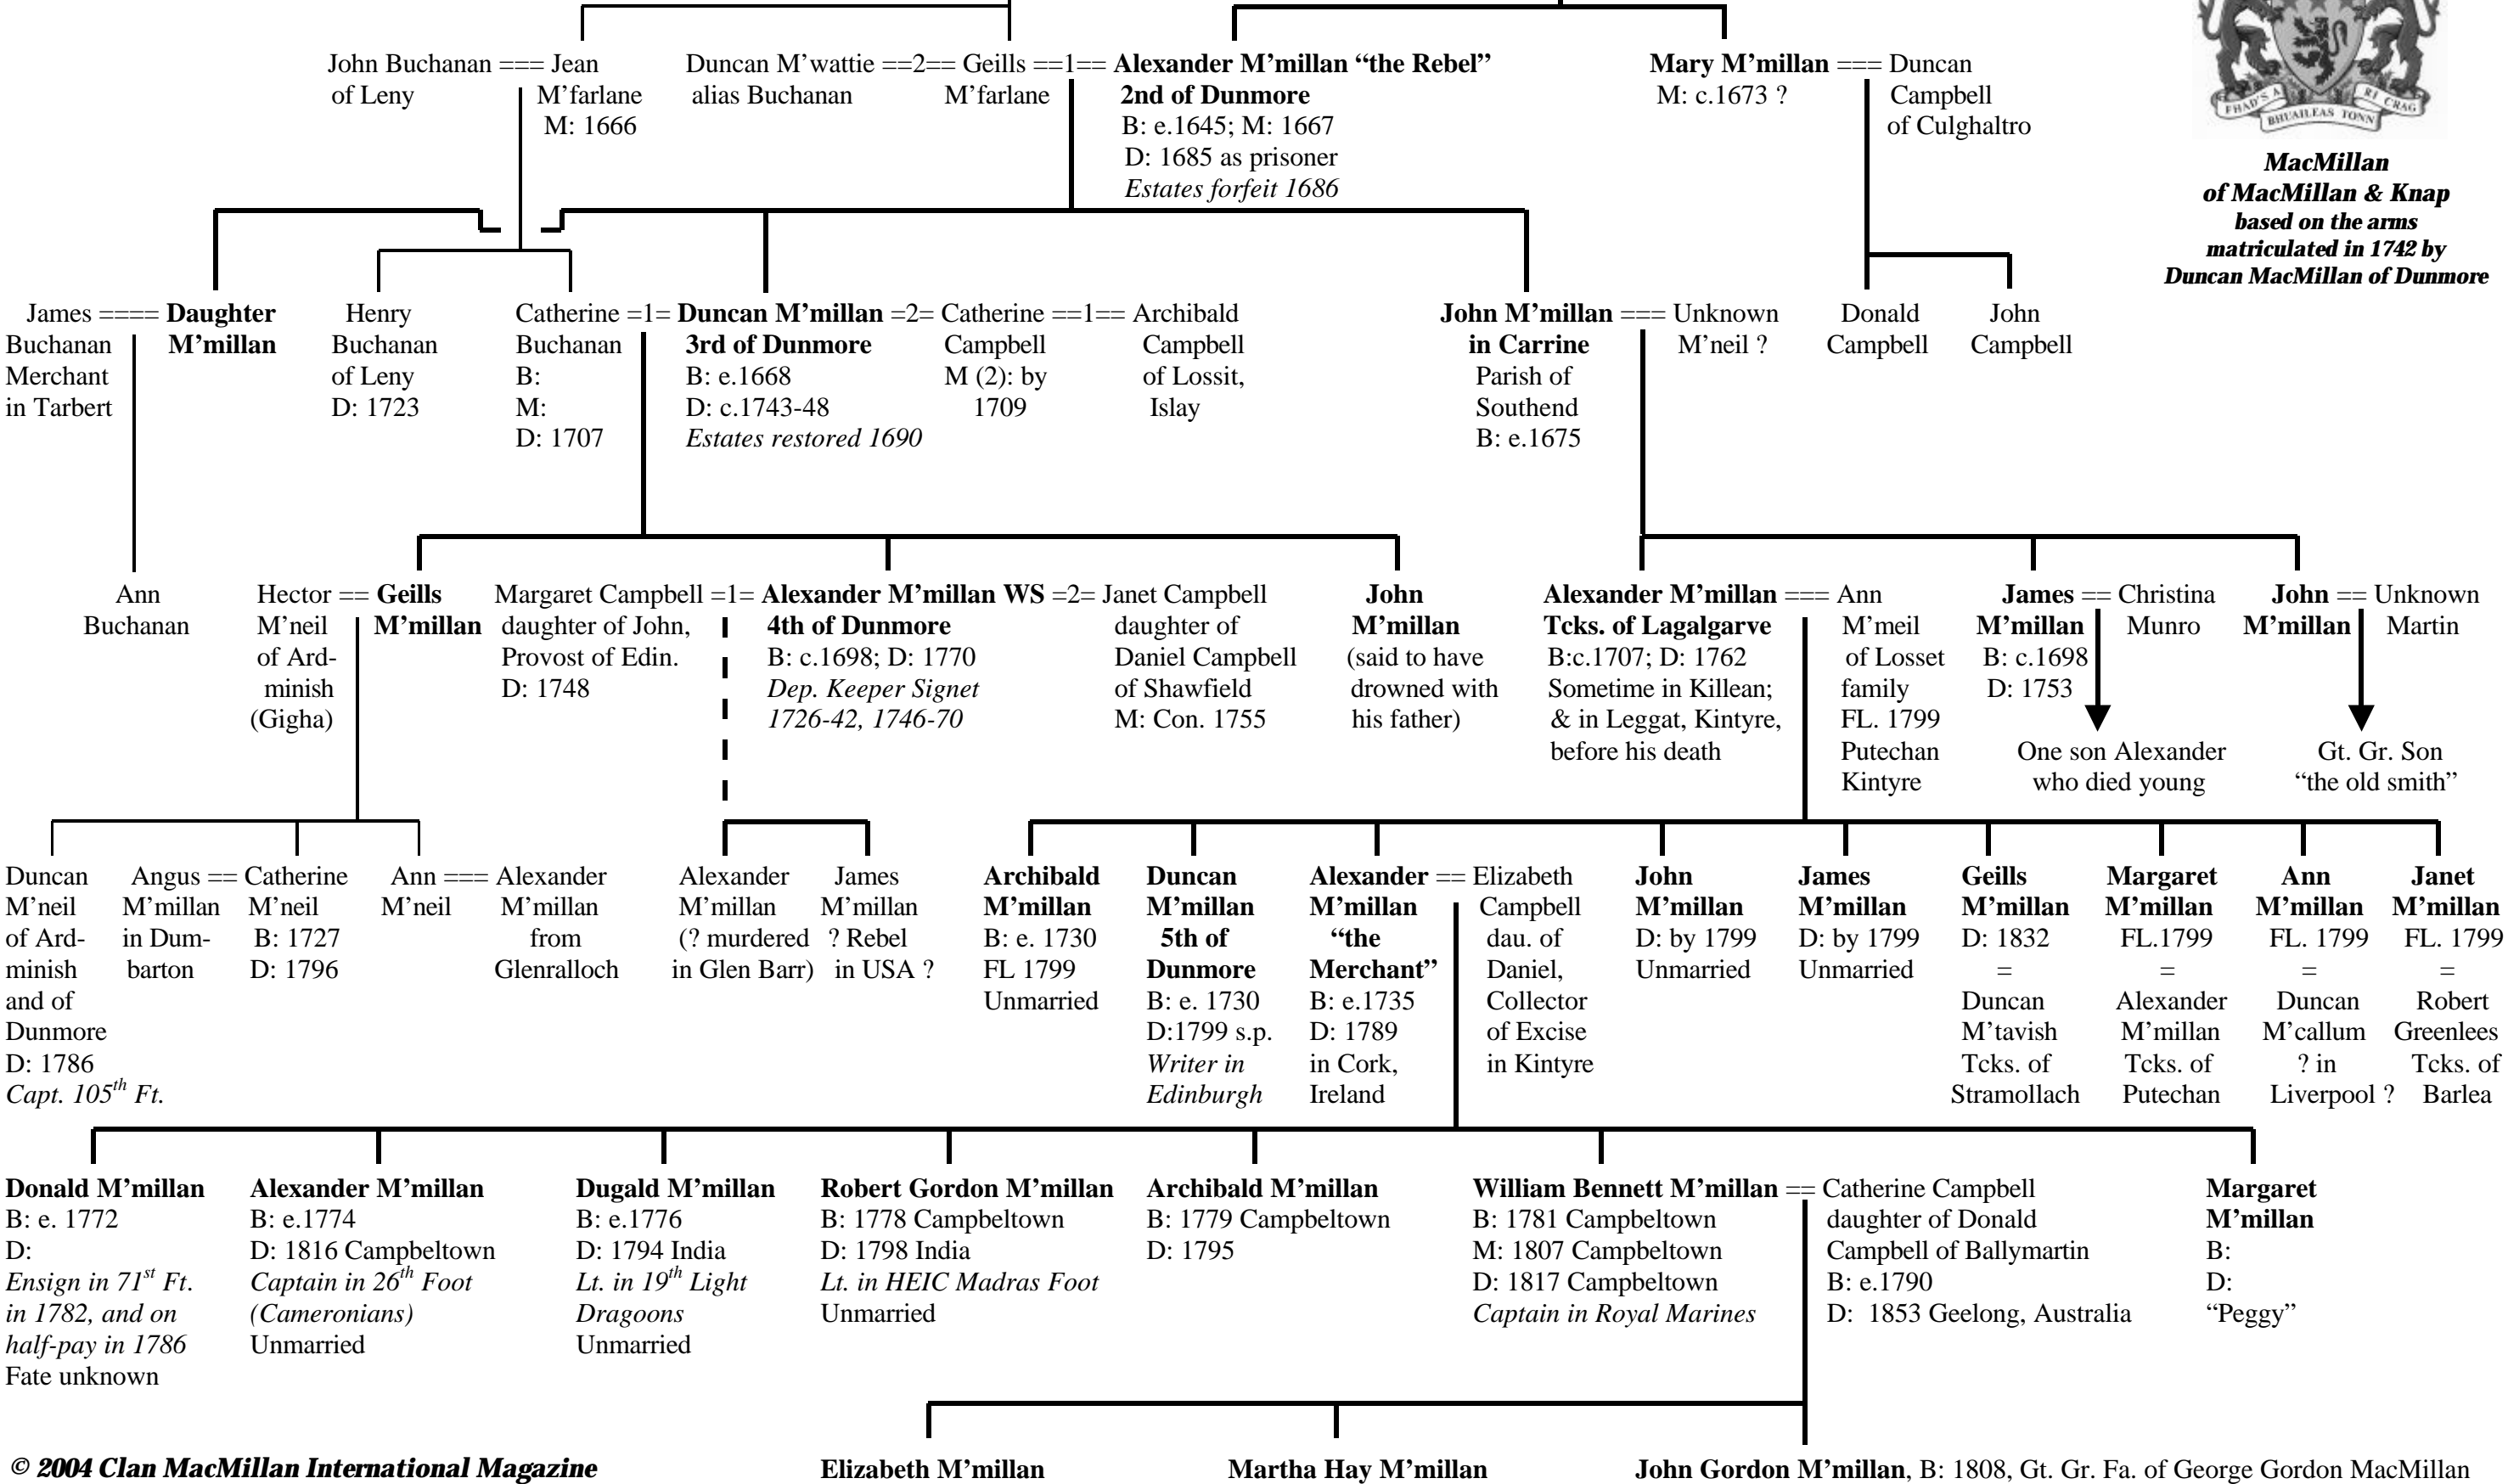 John Buchanan === Jean
of Leny M'farlane
M: 1666
Duncan M'wattie ==2== Geills ==1== Alexander M'millan “the Rebel”
alias Buchanan M'farlane 2nd of Dunmore
B: e.1645; M: 1667
D: 1685 as prisoner
Estates forfeit 1686
Mary M'millan === Duncan
M: c.1673 ? Campbell
of Culghaltro
FHAD'S A BHUAILEAS TONN RI CRAG
MacMillan
of MacMillan & Knap
based on the arms
matriculated in 1742 by
Duncan MacMillan of Dunmore
James ==== Daughter
Buchanan M'millan
Merchant
in Tarbert
Henry
Buchanan
of Leny
D: 1723
Catherine =1= Duncan M'millan =2= Catherine ==1== Archibald
Buchanan 3rd of Dunmore Campbell Campbell
B: B: e.1668 M (2): by of Lossit,
M: D: c.1743-48 1709 Islay
D: 1707 Estates restored 1690
John M'millan === Unknown
in Carrine M'neil ?
Parish of
Southend
B: e.1675
Donald
Campbell
John
Campbell
Ann
Buchanan
Hector == Geills
M'neil M'millan
of Ard-
minish
(Gigha)
Margaret Campbell =1= Alexander M'millan WS =2= Janet Campbell
daughter of John, 4th of Dunmore daughter of
Provost of Edin. B: c.1698; D: 1770 Daniel Campbell
D: 1748 Dep. Keeper Signet of Shawfield
1726-42, 1746-70 M: Con. 1755
John
M'millan
(said to have
drowned with
his father)
Alexander M'millan === Ann
Tcks. of Lagalgarve M'meil
B:c.1707; D: 1762 of Losset
Sometime in Killean; family
& in Leggat, Kintyre, FL. 1799
before his death Putechan
Kintyre
James == Christina
M'millan Munro
B: c.1698
D: 1753
One son Alexander
who died young
John == Unknown
M'millan Martin
Gt. Gr. Son
“the old smith”
Duncan
M'neil
of Ard-
minish
and of
Dunmore
D: 1786
Capt. 105th Ft.
Angus == Catherine
M'millan M'neil
in Dum- B: 1727
barton D: 1796
Ann === Alexander
M'neil M'millan
from
Glenralloch
Alexander
M'millan
(? murdered
in Glen Barr)
James
M'millan
? Rebel
in USA ?
Archibald
M'millan
B: e. 1730
FL 1799
Unmarried
Duncan
M'millan
5th of
Dunmore
B: e. 1730
D:1799 s.p.
Writer in
Edinburgh
Alexander == Elizabeth
M'millan Campbell
“the dau. of
Merchant” Daniel,
B: e.1735 Collector
D: 1789 of Excise
in Cork, in Kintyre
Ireland
John
M'millan
D: by 1799
Unmarried
James
M'millan
D: by 1799
Unmarried
Geills
M'millan
D: 1832
=
Duncan
M'tavish
Tcks. of
Stramollach
Margaret
M'millan
FL.1799
=
Alexander
M'millan
Tcks. of
Putechan
Ann
M'millan
FL. 1799
=
Duncan
M'callum
? in
Liverpool ?
Janet
M'millan
FL. 1799
=
Robert
Greenlees
Tcks. of
Barlea
Donald M'millan
B: e. 1772
D:
Ensign in 71st Ft.
in 1782, and on
half-pay in 1786
Fate unknown
Alexander M'millan
B: e.1774
D: 1816 Campbeltown
Captain in 26th Foot
(Cameronians)
Unmarried
Dugald M'millan
B: e.1776
D: 1794 India
Lt. in 19th Light
Dragoons
Unmarried
Robert Gordon M'millan
B: 1778 Campbeltown
D: 1798 India
Lt. in HEIC Madras Foot
Unmarried
Archibald M'millan
B: 1779 Campbeltown
D: 1795
William Bennett M'millan == Catherine Campbell
B: 1781 Campbeltown daughter of Donald
M: 1807 Campbeltown Campbell of Ballymartin
D: 1817 Campbeltown B: e.1790
Captain in Royal Marines D: 1853 Geelong, Australia
Margaret
M'millan
B:
D:
“Peggy”
© 2004 Clan MacMillan International Magazine
Elizabeth M'millan
Martha Hay M'millan
John Gordon M'millan, B: 1808, Gt. Gr. Fa. of George Gordon MacMillan